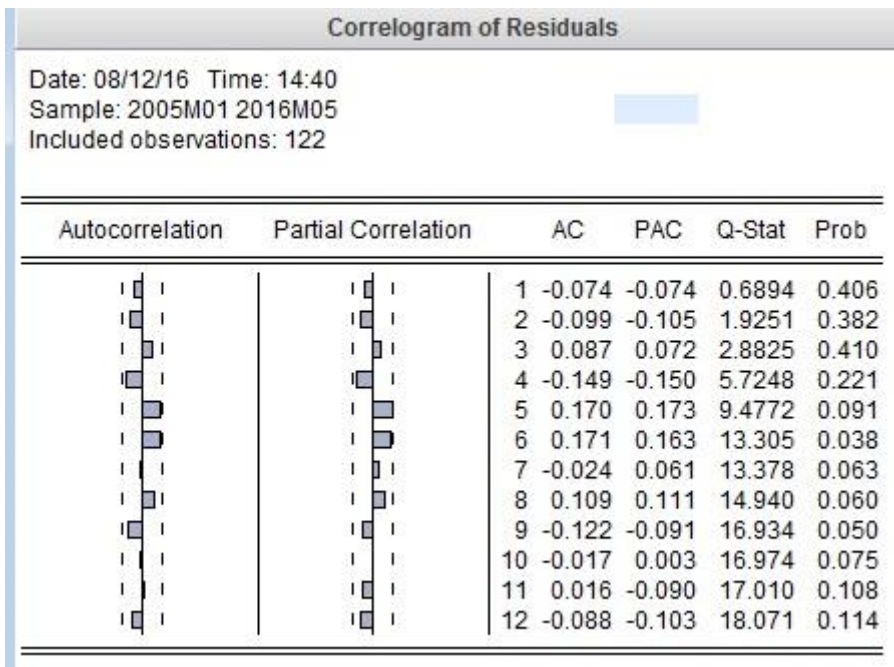 Correlogram of Residuals
Date: 08/12/16 Time: 14:40
Sample: 2005M01 2016M05
Included observations: 122
Autocorrelation Partial Correlation AC PAC Q-Stat Prob
1 -0.074 -0.074 0.6894 0.406
2 -0.099 -0.105 1.9251 0.382
3 0.087 0.072 2.8825 0.410
4 -0.149 -0.150 5.7248 0.221
5 0.170 0.173 9.4772 0.091
6 0.171 0.163 13.305 0.038
7 -0.024 0.061 13.378 0.063
8 0.109 0.111 14.940 0.060
9 -0.122 -0.091 16.934 0.050
10 -0.017 0.003 16.974 0.075
11 0.016 -0.090 17.010 0.108
12 -0.088 -0.103 18.071 0.114